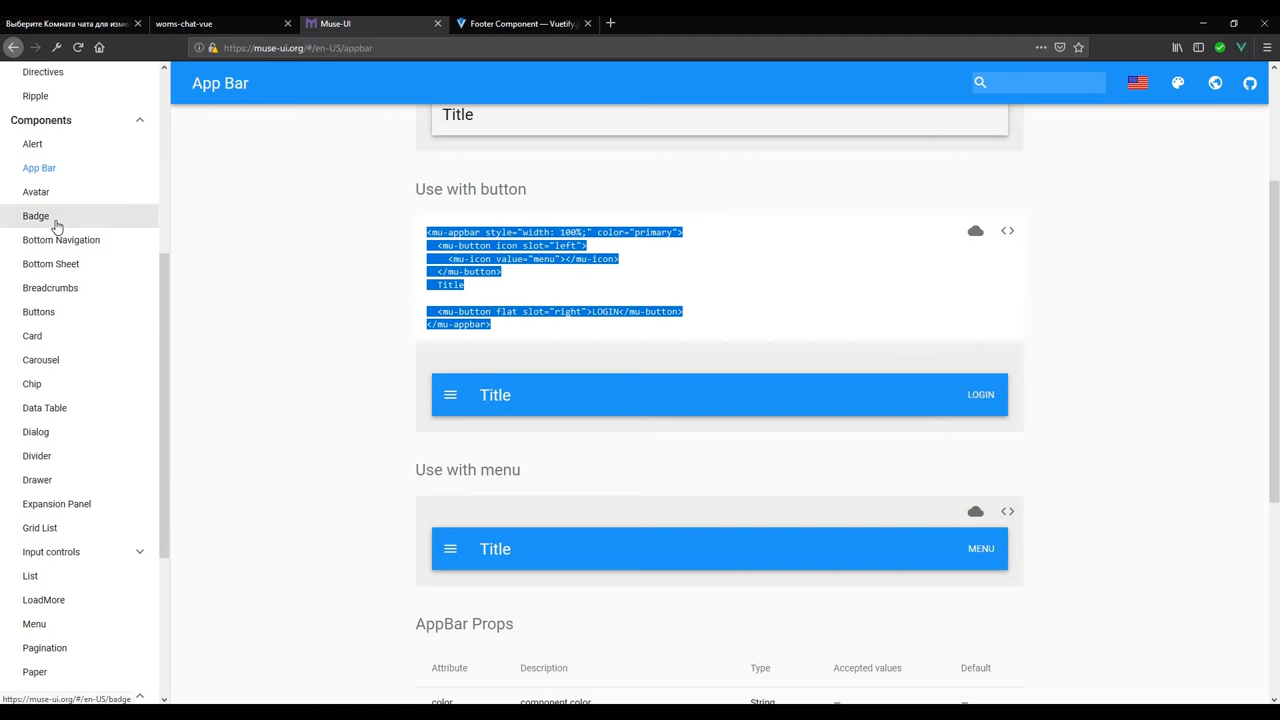 Выберите Комната чата для изме
woms-chat-vue
Muse-UI
Footer Component — Vuetify.j
https://muse-ui.org/#/en-US/appbar
Directives
Ripple
Components
Alert
App Bar
Avatar
Badge
Bottom Navigation
Bottom Sheet
Breadcrumbs
Buttons
Card
Carousel
Chip
Data Table
Dialog
Divider
Drawer
Expansion Panel
Grid List
Input controls
List
LoadMore
Menu
Pagination
Paper
https://muse-ui.org/#/en-US/badge
App Bar
Title
Use with button
<mu-appbar style="width: 100%;" color="primary">
<mu-button icon slot="left">
<mu-icon value="menu"></mu-icon>
</mu-button>
Title
<mu-button flat slot="right">LOGIN</mu-button>
</mu-appbar>
Title LOGIN
Use with menu
Title MENU
AppBar Props
Attribute Description Type Accepted values Default
color component color String